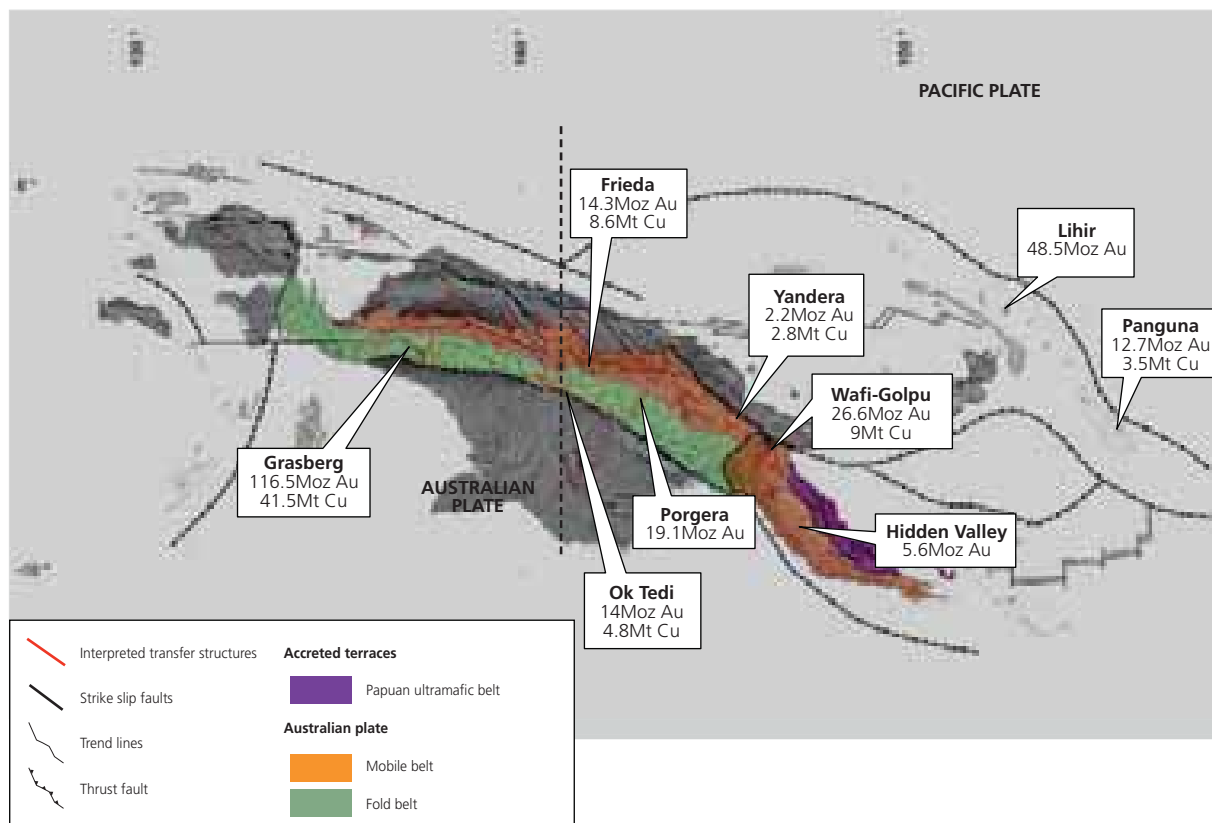 PACIFIC PLATE
Frieda
14.3Moz Au
8.6Mt Cu
Lihir
48.5Moz Au
Yandera
2.2Moz Au
2.8Mt Cu
Panguna
12.7Moz Au
3.5Mt Cu
Wafi-Golpu
26.6Moz Au
9Mt Cu
Grasberg
116.5Moz Au
41.5Mt Cu
AUSTRALIAN
PLATE
Porgera
19.1Moz Au
Hidden Valley
5.6Moz Au
Ok Tedi
14Moz Au
4.8Mt Cu
Interpreted transfer structures
Strike slip faults
Trend lines
Thrust fault
Accreted terraces
Papuan ultramafic belt
Australian plate
Mobile belt
Fold belt